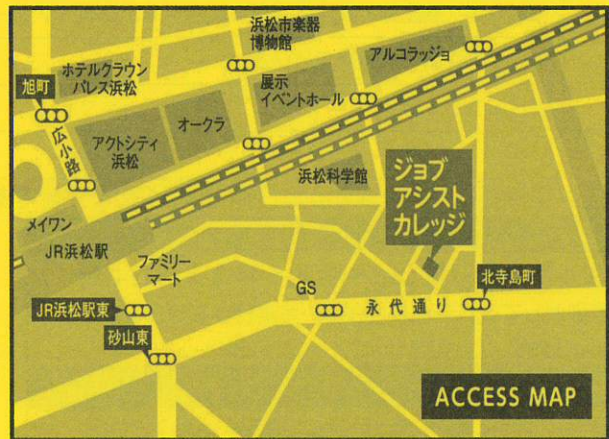 浜松市楽器
博物館
アルコラッジョ
ホテルクラウン
パレス浜松
旭町
展示
イベントホール
オークラ
広小路
アクトシティ
浜松
浜松科学館
ジョブ
アシスト
カレッジ
メイワン
JR浜松駅
ファミリー
マート
GS
北寺島町
永代通り
JR浜松駅東
砂山東
ACCESS MAP